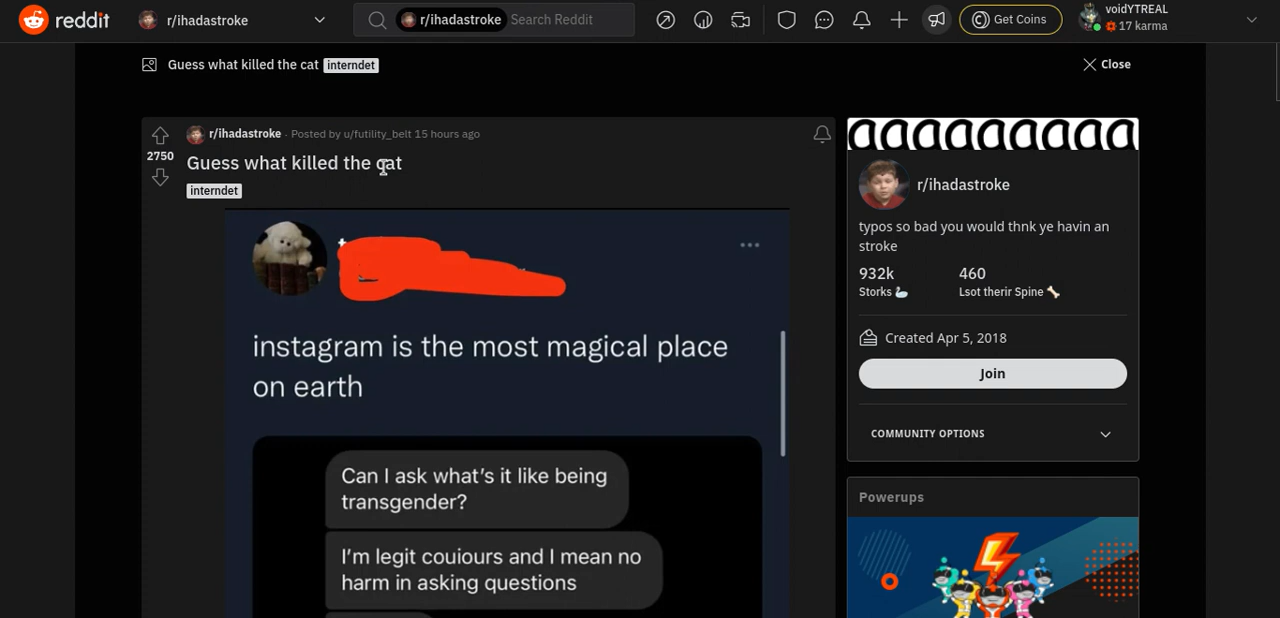 reddit
r/ihadastroke
r/ihadastroke Search Reddit
Get Coins
voidYTREAL
17 karma
Guess what killed the cat interndet
Close
r/ihadastroke · Posted by u/futility_belt 15 hours ago
2750
Guess what killed the cat
interndet
instagram is the most magical place
on earth
Can I ask what's it like being
transgender?
I'm legit couiours and I mean no
harm in asking questions
r/ihadastroke
typos so bad you would thnk ye havin an
stroke
932k 460
Storks 🦢 Lsot therir Spine 🦴
Created Apr 5, 2018
Join
COMMUNITY OPTIONS
Powerups